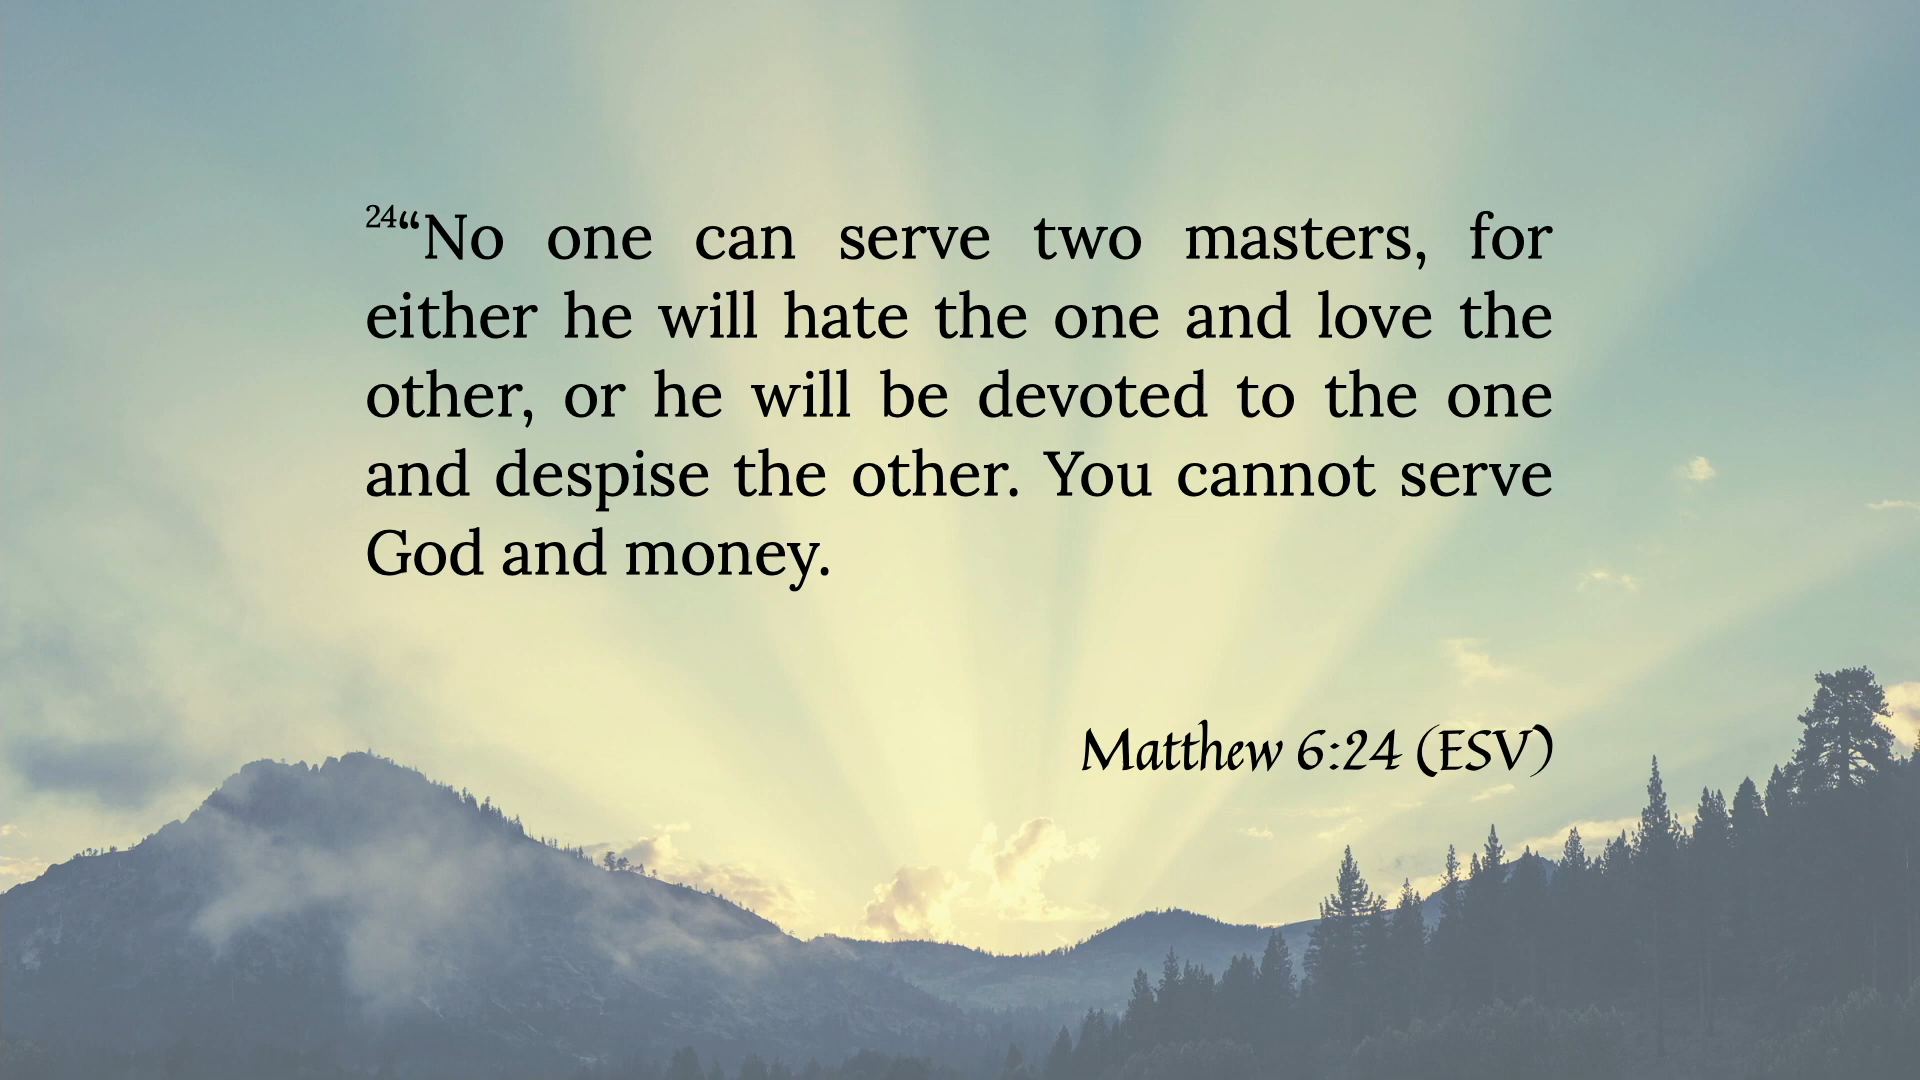 24“No one can serve two masters, for
either he will hate the one and love the
other, or he will be devoted to the one
and despise the other. You cannot serve
God and money.
Matthew 6:24 (ESV)